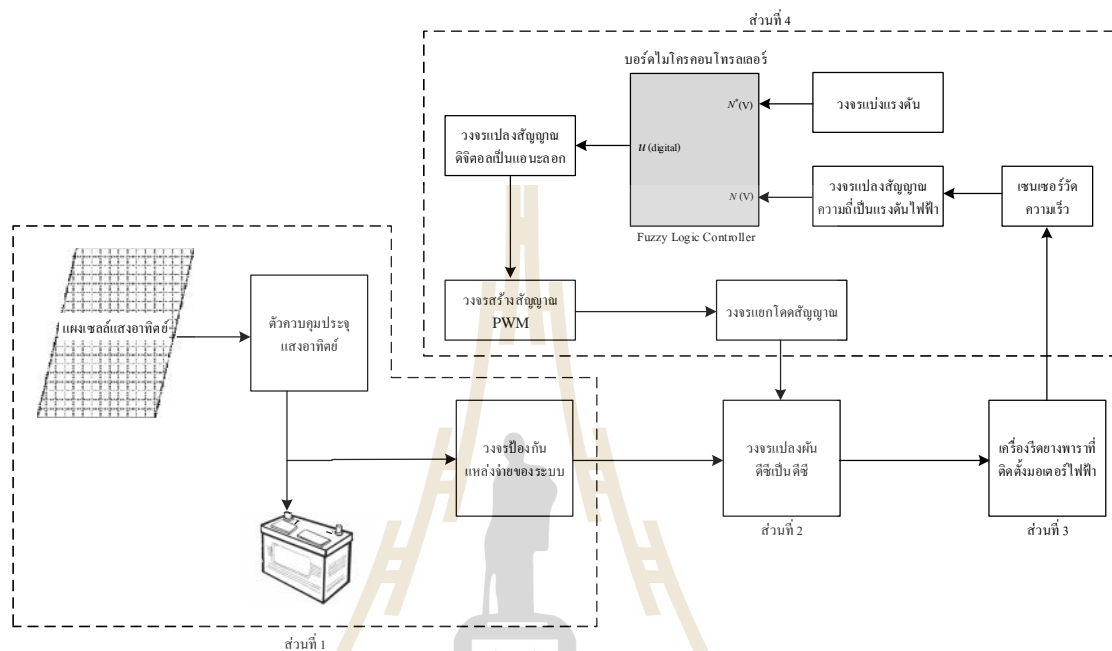 ส่วนที่ 4
บอร์ดไมโครคอนโทรลเลอร์
N*(V)
วงจรแบ่งแรงดัน
วงจรแปลงสัญญาณ
ดิจิตอลเป็นแอนะลอก
u (digital)
N (V)
วงจรแปลงสัญญาณ
ความถี่เป็นแรงดันไฟฟ้า
เซนเซอร์วัด
ความเร็ว
Fuzzy Logic Controller
แผงเซลล์แสงอาทิตย์
ตัวควบคุมประจุ
แสงอาทิตย์
วงจรสร้างสัญญาณ
PWM
วงจรแยกโดดสัญญาณ
วงจรป้องกัน
แหล่งจ่ายของระบบ
วงจรแปลงผัน
ดีซีเป็นดีซี
เครื่องรีดยางพาราที่
ติดตั้งมอเตอร์ไฟฟ้า
ส่วนที่ 2
ส่วนที่ 3
ส่วนที่ 1